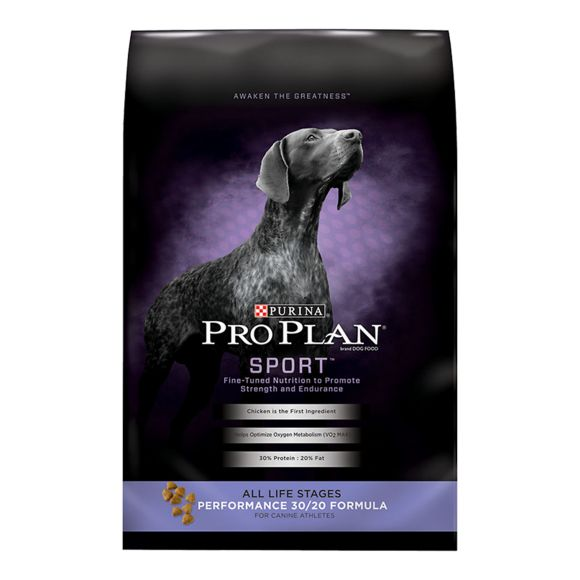 AWAKEN THE GREATNESS™
PURINA
PRO PLAN®
brand DOG FOOD
SPORT™
Fine-Tuned Nutrition to Promote
Strength and Endurance
Chicken is the First Ingredient
Helps Optimize Oxygen Metabolism (VO2 MAX)
30% Protein : 20% Fat
ALL LIFE STAGES
PERFORMANCE 30/20 FORMULA
FOR CANINE ATHLETES